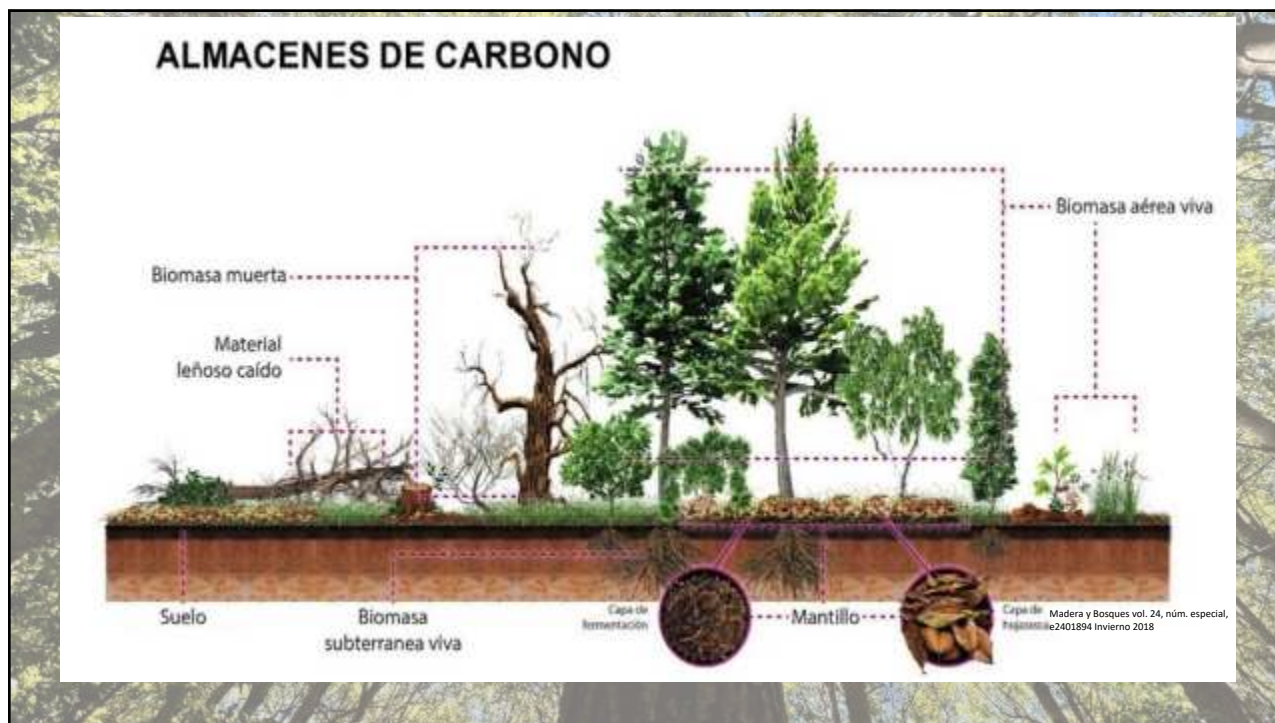 ALMACENES DE CARBONO
Biomasa aérea viva
Biomasa muerta
Material
leñoso caído
Suelo
Biomasa
subterranea viva
Capa de
fermentación
Mantillo
Capa de
hojarasca
Madera y Bosques vol. 24, núm. especial,
e2401894 Invierno 2018